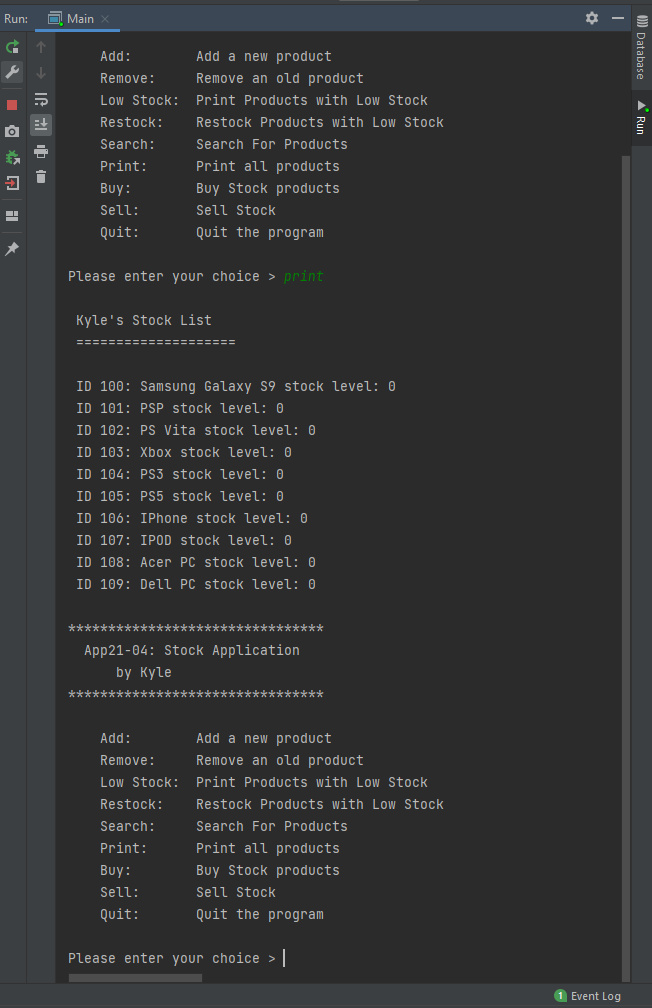 Run: Main
Add: Add a new product
Remove: Remove an old product
Low Stock: Print Products with Low Stock
Restock: Restock Products with Low Stock
Search: Search For Products
Print: Print all products
Buy: Buy Stock products
Sell: Sell Stock
Quit: Quit the program
Please enter your choice > print
Kyle's Stock List
====================
ID 100: Samsung Galaxy S9 stock level: 0
ID 101: PSP stock level: 0
ID 102: PS Vita stock level: 0
ID 103: Xbox stock level: 0
ID 104: PS3 stock level: 0
ID 105: PS5 stock level: 0
ID 106: IPhone stock level: 0
ID 107: IPOD stock level: 0
ID 108: Acer PC stock level: 0
ID 109: Dell PC stock level: 0
********************************
App21-04: Stock Application
by Kyle
********************************
Add: Add a new product
Remove: Remove an old product
Low Stock: Print Products with Low Stock
Restock: Restock Products with Low Stock
Search: Search For Products
Print: Print all products
Buy: Buy Stock products
Sell: Sell Stock
Quit: Quit the program
Please enter your choice >
Database
Run
1 Event Log